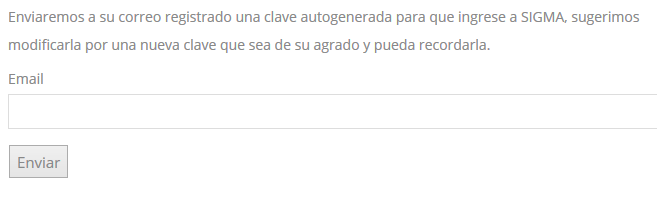 Enviaremos a su correo registrado una clave autogenerada para que ingrese a SIGMA, sugerimos
modificarla por una nueva clave que sea de su agrado y pueda recordarla.
Email
Enviar